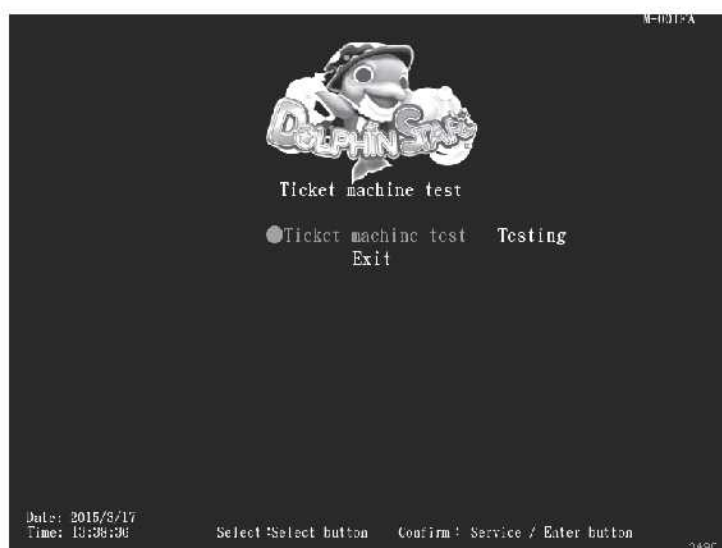 DOLPHIN STAR
Ticket machine test
Ticket machine test Testing
Exit
Date: 2015/3/17
Time: 13:38:36
Select :Select button Confirm : Service / Enter button